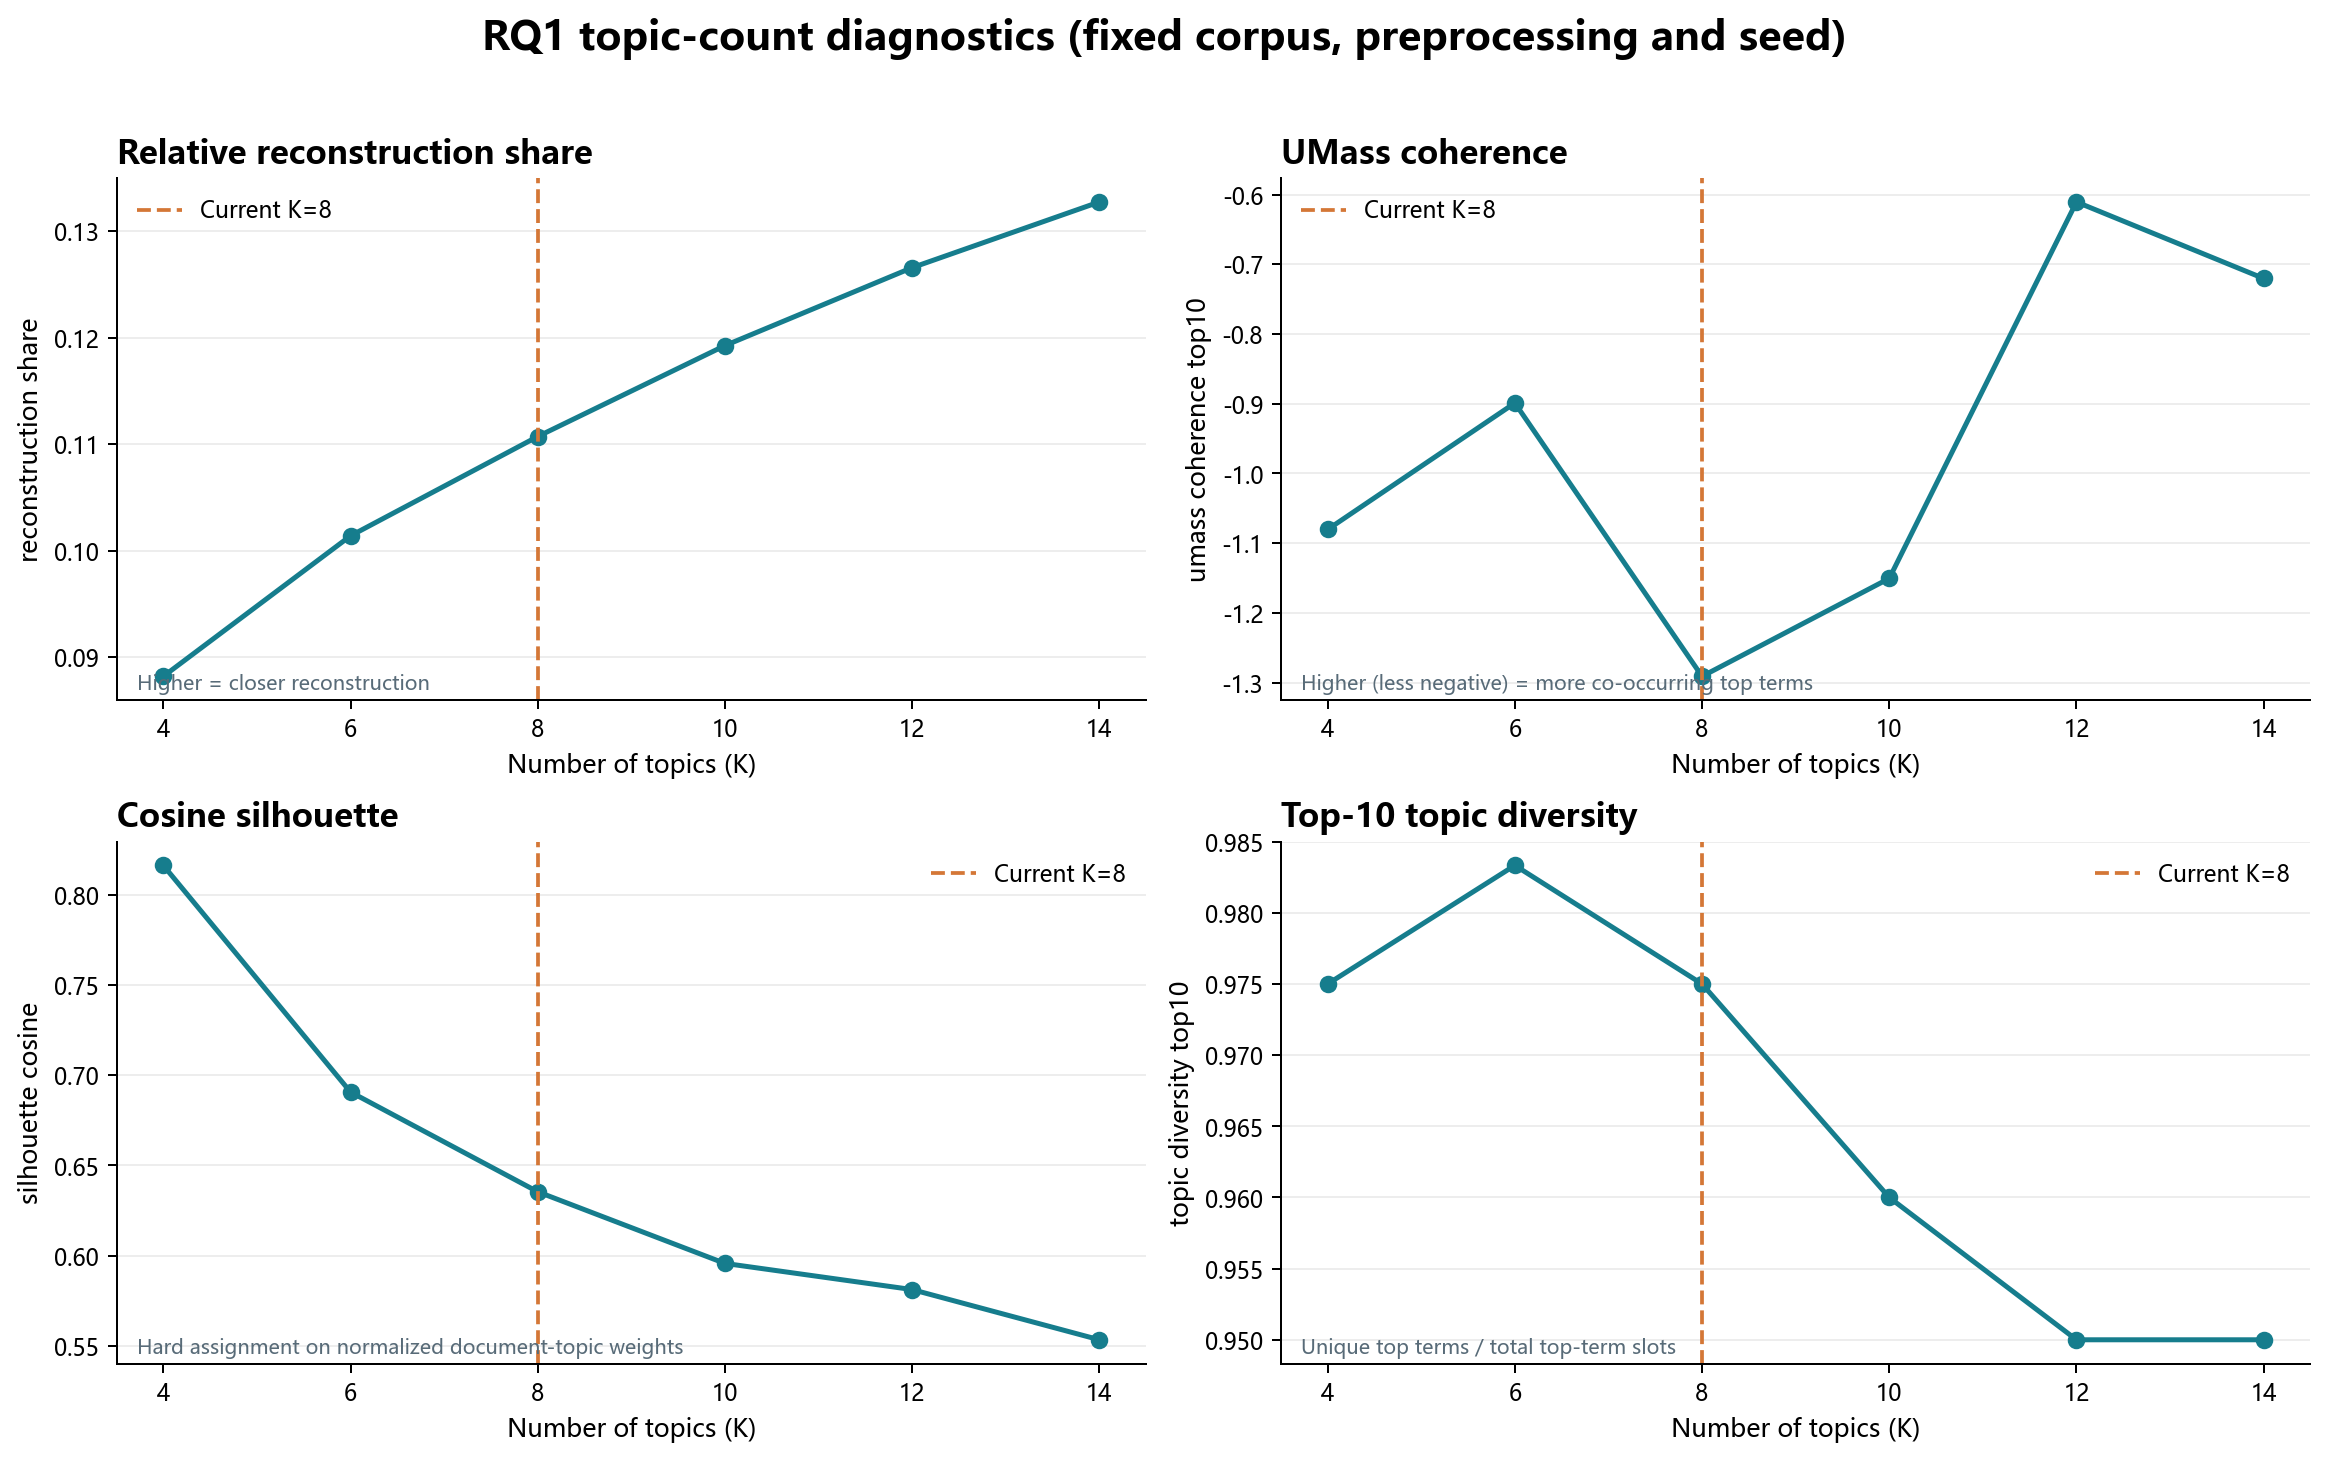 RQ1 topic-count diagnostics (fixed corpus, preprocessing and seed)
Relative reconstruction share
Current K=8
reconstruction share
0.13
0.12
0.11
0.10
0.09
Higher = closer reconstruction
4 6 8 10 12 14
Number of topics (K)
UMass coherence
Current K=8
umass coherence top10
-0.6
-0.7
-0.8
-0.9
-1.0
-1.1
-1.2
-1.3
Higher (less negative) = more co-occurring top terms
4 6 8 10 12 14
Number of topics (K)
Cosine silhouette
Current K=8
silhouette cosine
0.80
0.75
0.70
0.65
0.60
0.55
Hard assignment on normalized document-topic weights
4 6 8 10 12 14
Number of topics (K)
Top-10 topic diversity
Current K=8
topic diversity top10
0.985
0.980
0.975
0.970
0.965
0.960
0.955
0.950
Unique top terms / total top-term slots
4 6 8 10 12 14
Number of topics (K)